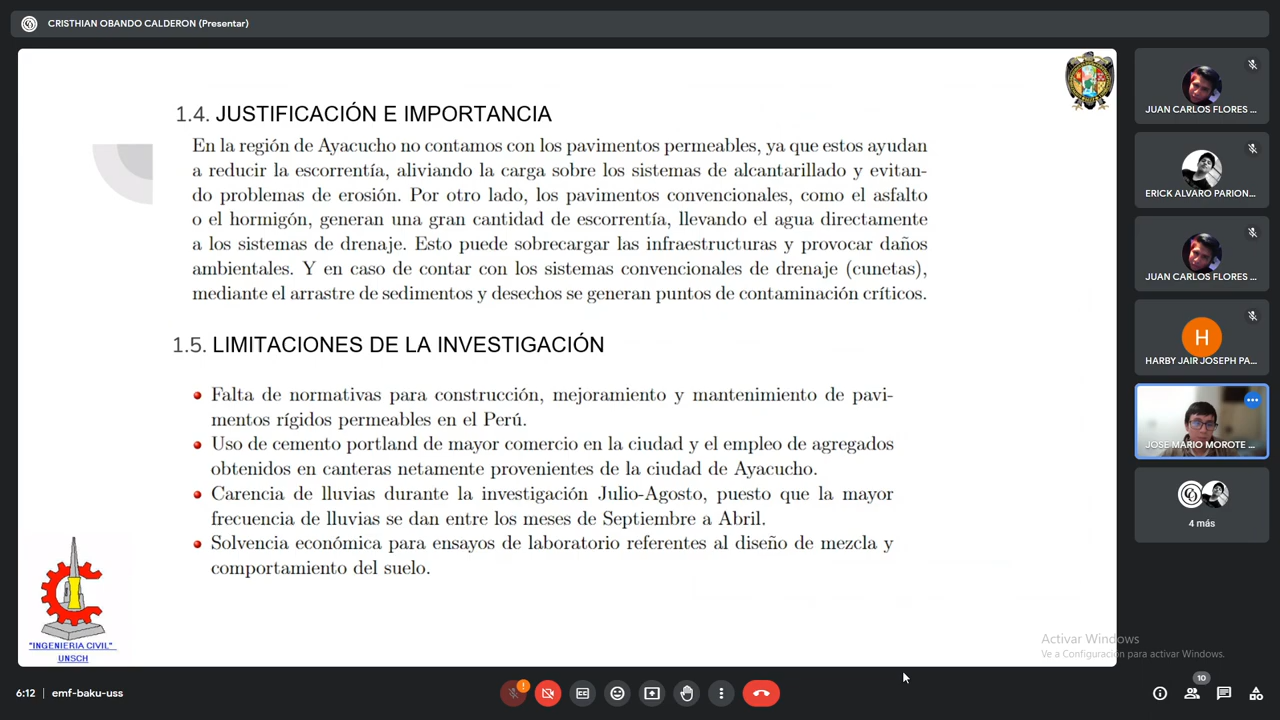 CRISTHIAN OBANDO CALDERON (Presentar)
1.4. JUSTIFICACIÓN E IMPORTANCIA
En la región de Ayacucho no contamos con los pavimentos permeables, ya que estos ayudan
a reducir la escorrentía, aliviando la carga sobre los sistemas de alcantarillado y evitan-
do problemas de erosión. Por otro lado, los pavimentos convencionales, como el asfalto
o el hormigón, generan una gran cantidad de escorrentía, llevando el agua directamente
a los sistemas de drenaje. Esto puede sobrecargar las infraestructuras y provocar daños
ambientales. Y en caso de contar con los sistemas convencionales de drenaje (cunetas),
mediante el arrastre de sedimentos y desechos se generan puntos de contaminación críticos.
1.5. LIMITACIONES DE LA INVESTIGACIÓN
Falta de normativas para construcción, mejoramiento y mantenimiento de pavi-
mentos rígidos permeables en el Perú.
Uso de cemento portland de mayor comercio en la ciudad y el empleo de agregados
obtenidos en canteras netamente provenientes de la ciudad de Ayacucho.
Carencia de lluvias durante la investigación Julio-Agosto, puesto que la mayor
frecuencia de lluvias se dan entre los meses de Septiembre a Abril.
Solvencia económica para ensayos de laboratorio referentes al diseño de mezcla y
comportamiento del suelo.
"INGENIERIA CIVIL"
UNSCH
JUAN CARLOS FLORES ...
ERICK ALVARO PARION...
JUAN CARLOS FLORES ...
H
HARBY JAIR JOSEPH PA...
JOSE MARIO MOROTE ...
4 más
Activar Windows
Ve a Configuración para activar Windows.
6:12 | emf-baku-uss
10